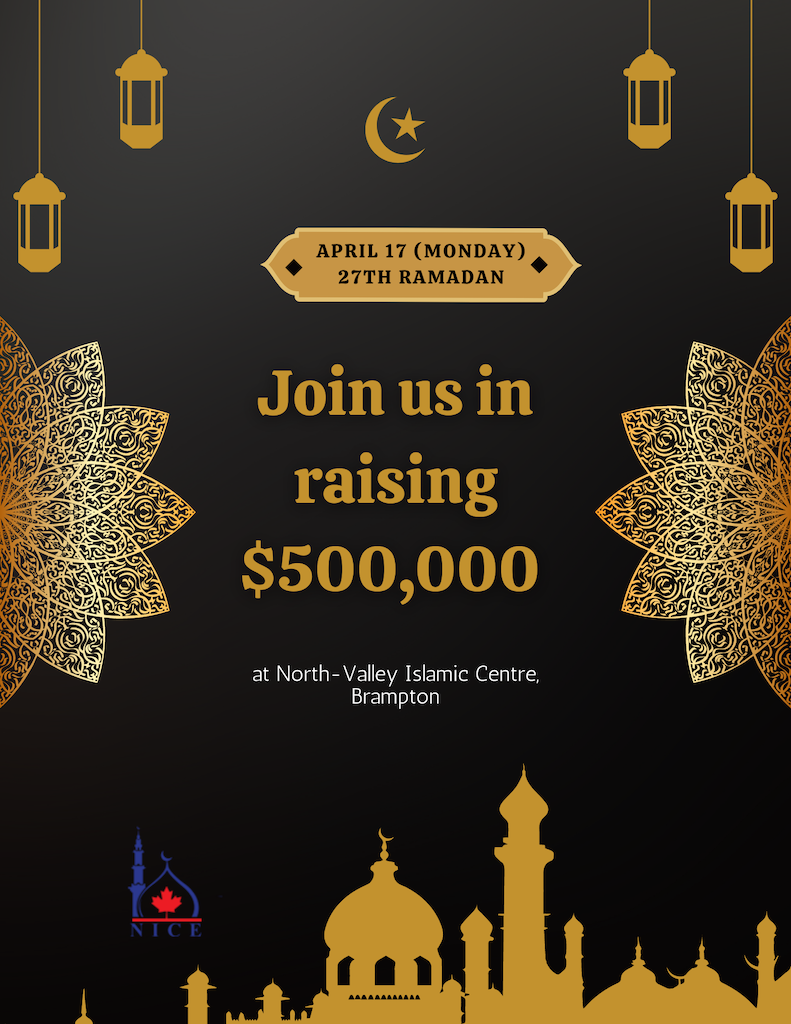 APRIL 17 (MONDAY)
27TH RAMADAN
Join us in
raising
$500,000
at North-Valley Islamic Centre,
Brampton
NICE